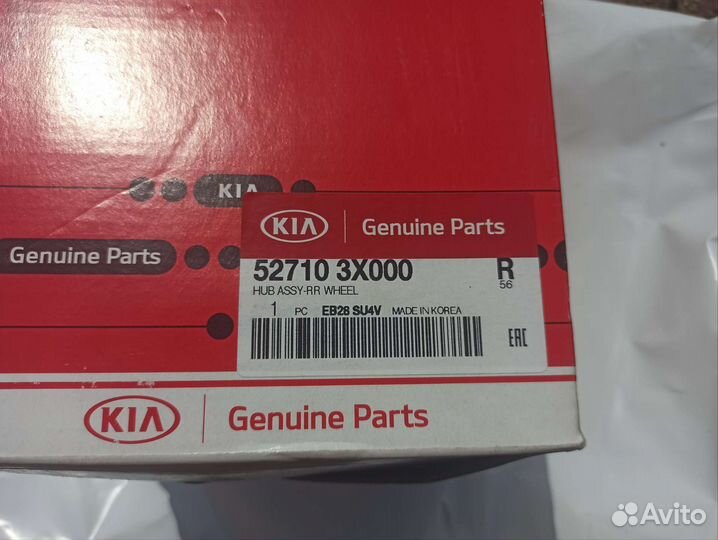 KIA
Genuine Parts
KIA Genuine Parts
52710 3X000 R
HUB ASSY-RR WHEEL 56
1 PC EB28 SU4V MADE IN KOREA
EAC
KIA Genuine Parts
Avito